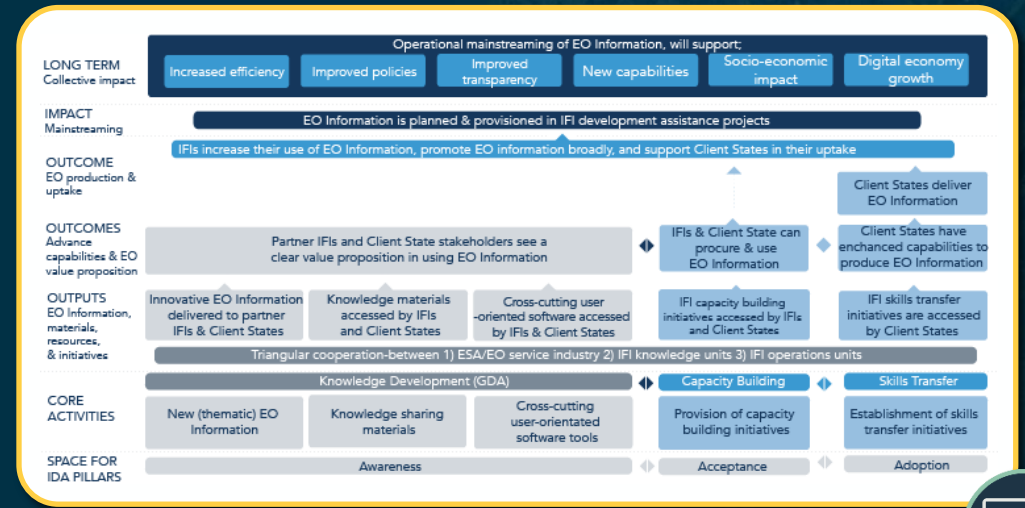 Operational mainstreaming of EO Information, will support;
LONG TERM
Collective impact
Increased efficiency
Improved policies
Improved
transparency
New capabilities
Socio-economic
impact
Digital economy
growth
IMPACT
Mainstreaming
EO Information is planned & provisioned in IFI development assistance projects
OUTCOME
EO production &
uptake
IFIs increase their use of EO Information, promote EO information broadly, and support Client States in their uptake
Client States deliver
EO Information
OUTCOMES
Advance
capabilities & EO
value proposition
Partner IFIs and Client State stakeholders see a
clear value proposition in using EO Information
IFIs & Client State can
procure & use
EO Information
Client States have
enchanced capabilities to
produce EO Information
OUTPUTS
EO Information,
materials,
resources,
& initiatives
Innovative EO Information
delivered to partner
IFIs & Client States
Knowledge materials
accessed by IFIs
and Client States
Cross-cutting user
-oriented software accessed
by IFIs & Client States
IFI capacity building
initiatives accessed by IFIs
and Client States
IFI skills transfer
initiatives are accessed
by Client States
Triangular cooperation-between 1) ESA/EO service industry 2) IFI knowledge units 3) IFI operations units
CORE
ACTIVITIES
Knowledge Development (GDA)
Capacity Building
Skills Transfer
New (thematic) EO
Information
Knowledge sharing
materials
Cross-cutting
user-orientated
software tools
Provision of capacity
building initiatives
Establishment of skills
transfer initiatives
SPACE FOR
IDA PILLARS
Awareness
Acceptance
Adoption